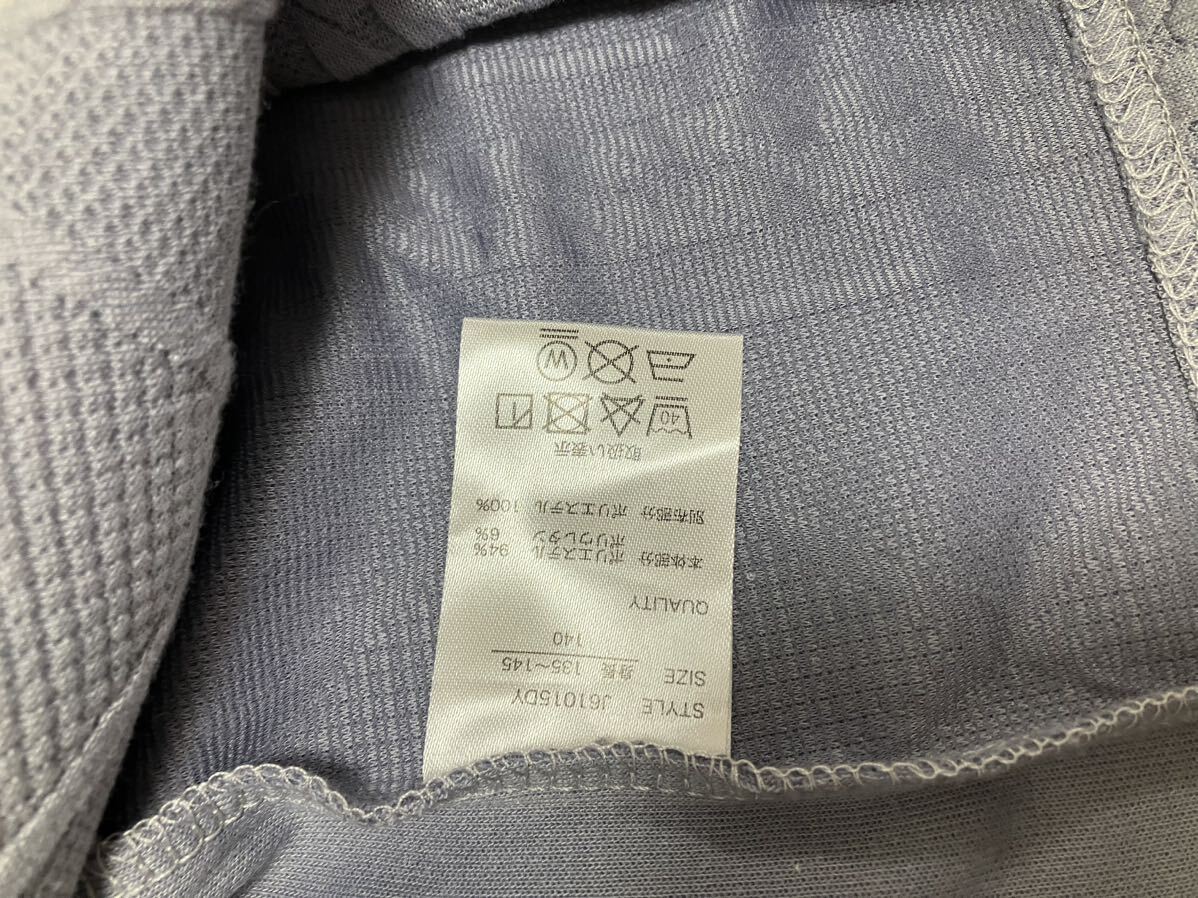 STYLE J61015DY
SIZE 身長 135~145
140
QUALITY
本体部分 ポリエステル 94%
ポリウレタン 6%
別布部分 ポリエステル 100%
取扱い表示
40
W